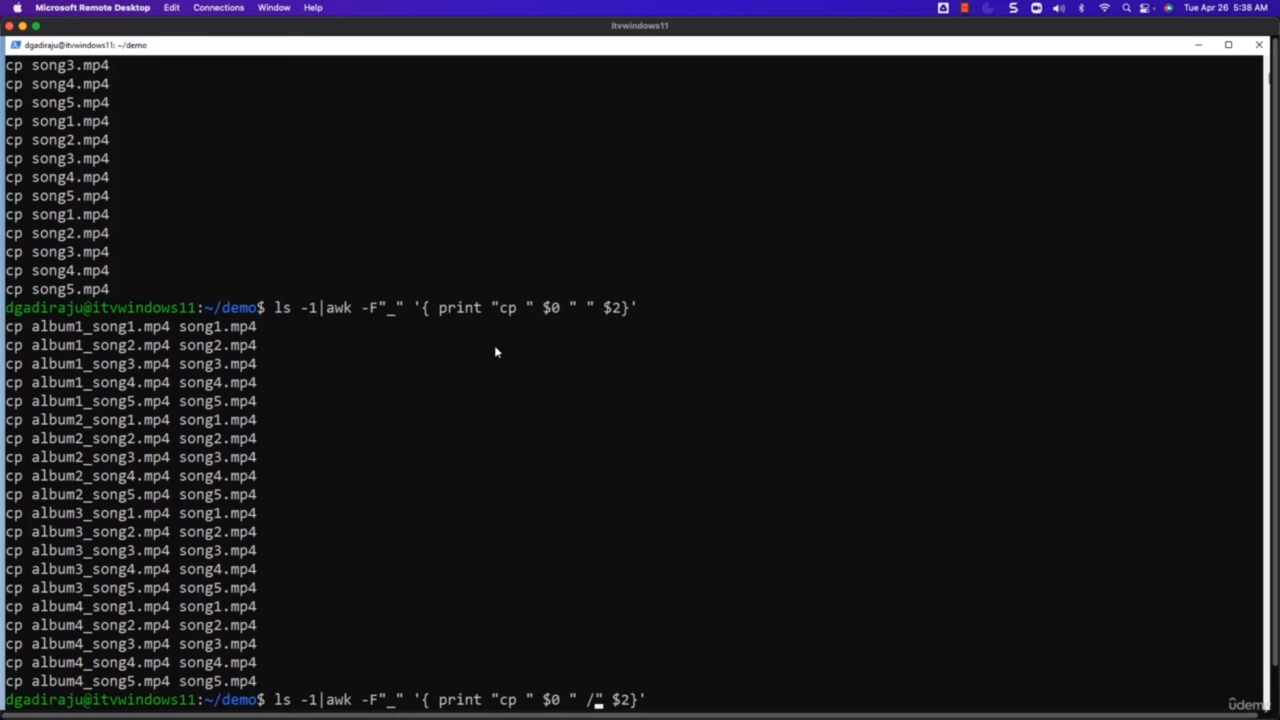 Microsoft Remote Desktop Edit Connections Window Help Tue Apr 26 5:38 AM
itvwindows11
dgadiraju@itvwindows11: ~/demo
cp song3.mp4
cp song4.mp4
cp song5.mp4
cp song1.mp4
cp song2.mp4
cp song3.mp4
cp song4.mp4
cp song5.mp4
cp song1.mp4
cp song2.mp4
cp song3.mp4
cp song4.mp4
cp song5.mp4
dgadiraju@itvwindows11:~/demo$ ls -1|awk -F"_" '{ print "cp " $0 " " $2}'
cp album1_song1.mp4 song1.mp4
cp album1_song2.mp4 song2.mp4
cp album1_song3.mp4 song3.mp4
cp album1_song4.mp4 song4.mp4
cp album1_song5.mp4 song5.mp4
cp album2_song1.mp4 song1.mp4
cp album2_song2.mp4 song2.mp4
cp album2_song3.mp4 song3.mp4
cp album2_song4.mp4 song4.mp4
cp album2_song5.mp4 song5.mp4
cp album3_song1.mp4 song1.mp4
cp album3_song2.mp4 song2.mp4
cp album3_song3.mp4 song3.mp4
cp album3_song4.mp4 song4.mp4
cp album3_song5.mp4 song5.mp4
cp album4_song1.mp4 song1.mp4
cp album4_song2.mp4 song2.mp4
cp album4_song3.mp4 song3.mp4
cp album4_song4.mp4 song4.mp4
cp album4_song5.mp4 song5.mp4
dgadiraju@itvwindows11:~/demo$ ls -1|awk -F"_" '{ print "cp " $0 " /" $2}'
ûdemy